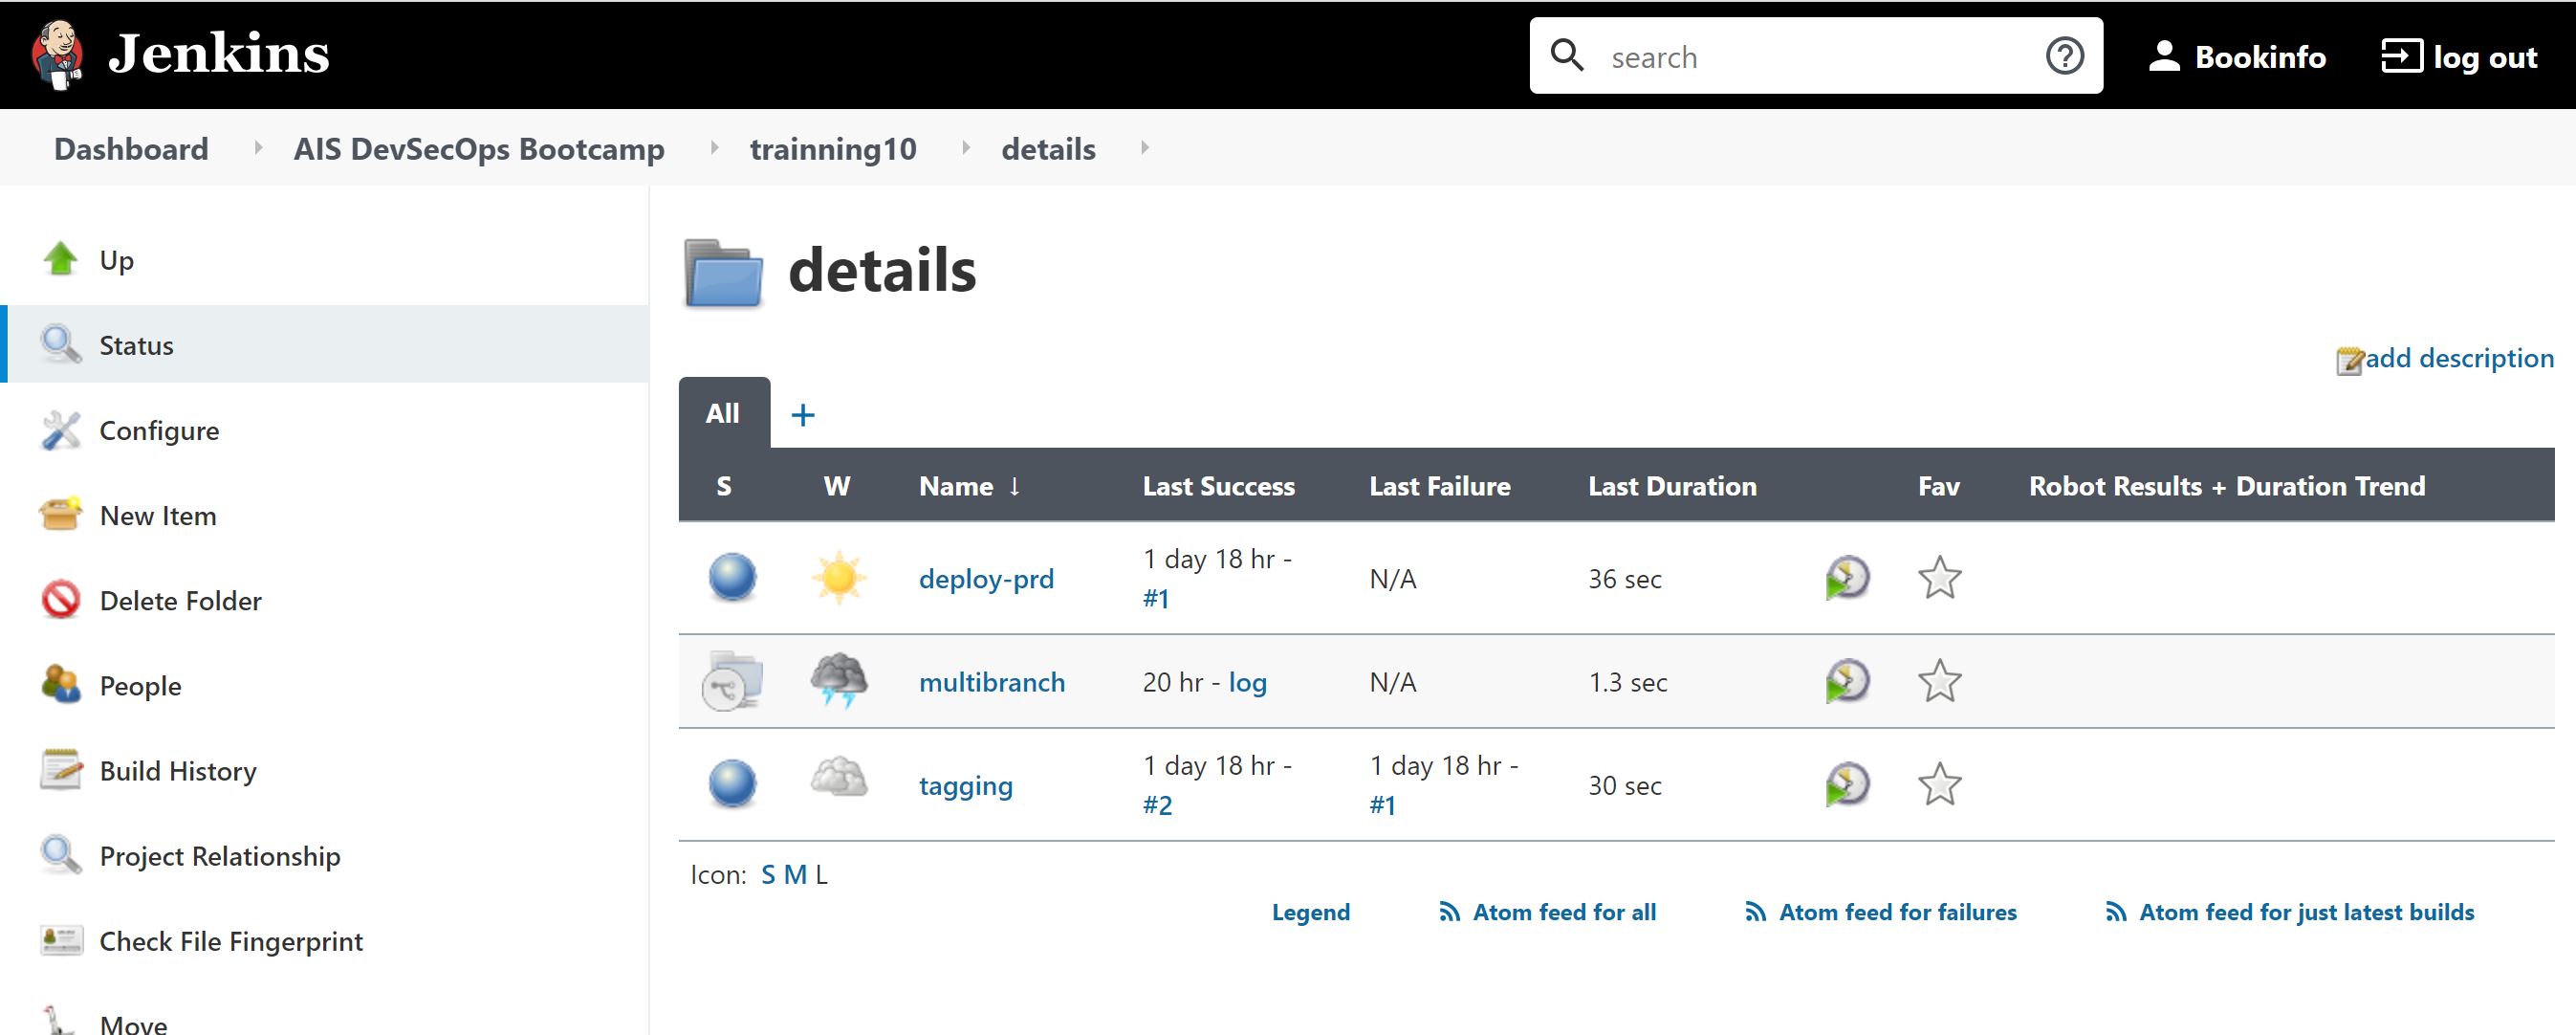 Jenkins
search
Bookinfo
log out
Dashboard
AIS DevSecOps Bootcamp
trainning10
details
Up
Status
Configure
New Item
Delete Folder
People
Build History
Project Relationship
Check File Fingerprint
Move
details
add description
All +
S W Name ↓ Last Success Last Failure Last Duration Fav Robot Results + Duration Trend
deploy-prd 1 day 18 hr - #1 N/A 36 sec
multibranch 20 hr - log N/A 1.3 sec
tagging 1 day 18 hr - #2 1 day 18 hr - #1 30 sec
Icon: S M L
Legend Atom feed for all Atom feed for failures Atom feed for just latest builds